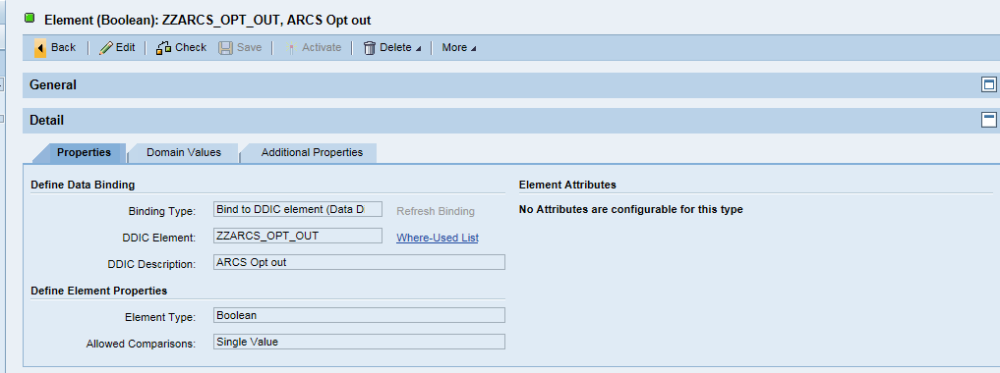 Element (Boolean): ZZARCS_OPT_OUT, ARCS Opt out
Back Edit Check Save Activate Delete More
General
Detail
Properties Domain Values Additional Properties
Define Data Binding Element Attributes
Binding Type: Bind to DDIC element (Data D Refresh Binding No Attributes are configurable for this type
DDIC Element: ZZARCS_OPT_OUT Where-Used List
DDIC Description: ARCS Opt out
Define Element Properties
Element Type: Boolean
Allowed Comparisons: Single Value